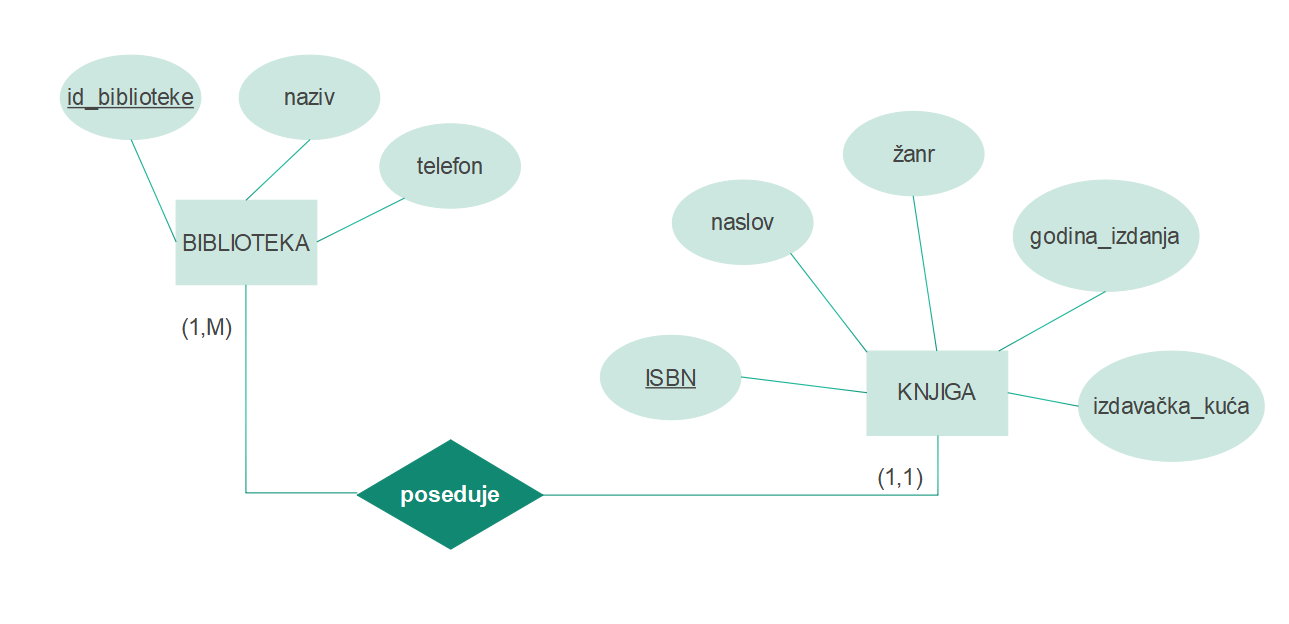 id_biblioteke
naziv
telefon
BIBLIOTEKA
(1,M)
žanr
naslov
godina_izdanja
ISBN
KNJIGA
izdavačka_kuća
(1,1)
poseduje